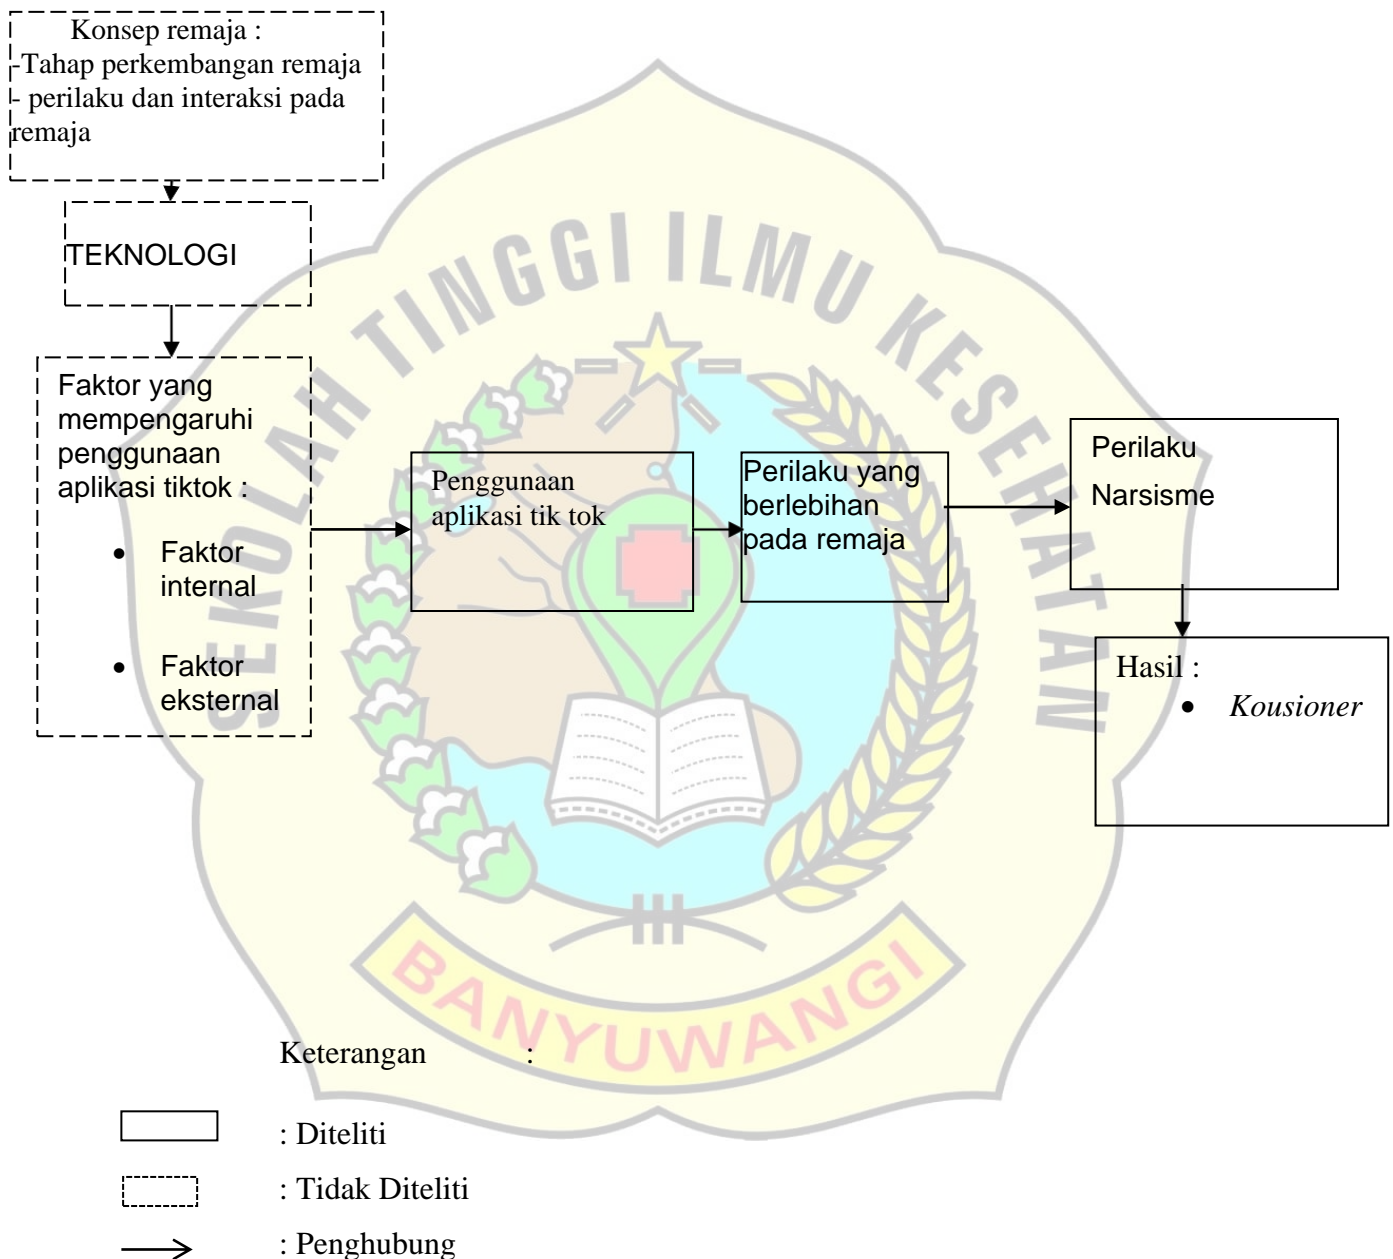 Konsep remaja :
-Tahap perkembangan remaja
- perilaku dan interaksi pada
remaja
TEKNOLOGI
Faktor yang
mempengaruhi
penggunaan
aplikasi tiktok :
• Faktor
internal
• Faktor
eksternal
Penggunaan
aplikasi tik tok
Perilaku yang
berlebihan
pada remaja
Perilaku
Narsisme
Hasil :
• Kousioner
SEKOLAH TINGGI ILMU KESEHATAN
BANYUWANGI
Keterangan :
: Diteliti
: Tidak Diteliti
: Penghubung